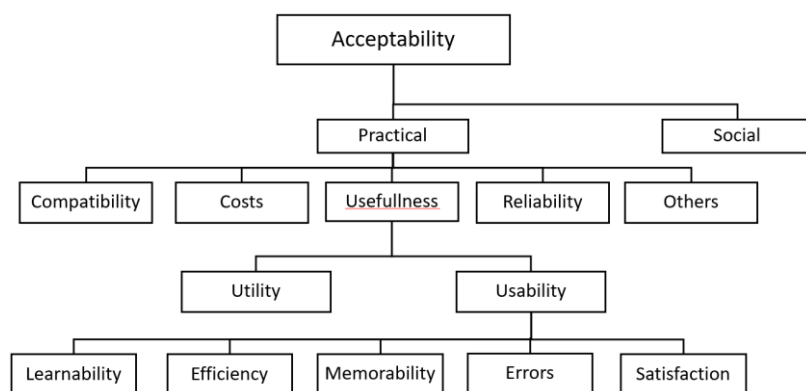 Acceptability
Practical
Social
Compatibility
Costs
Usefullness
Reliability
Others
Utility
Usability
Learnability
Efficiency
Memorability
Errors
Satisfaction